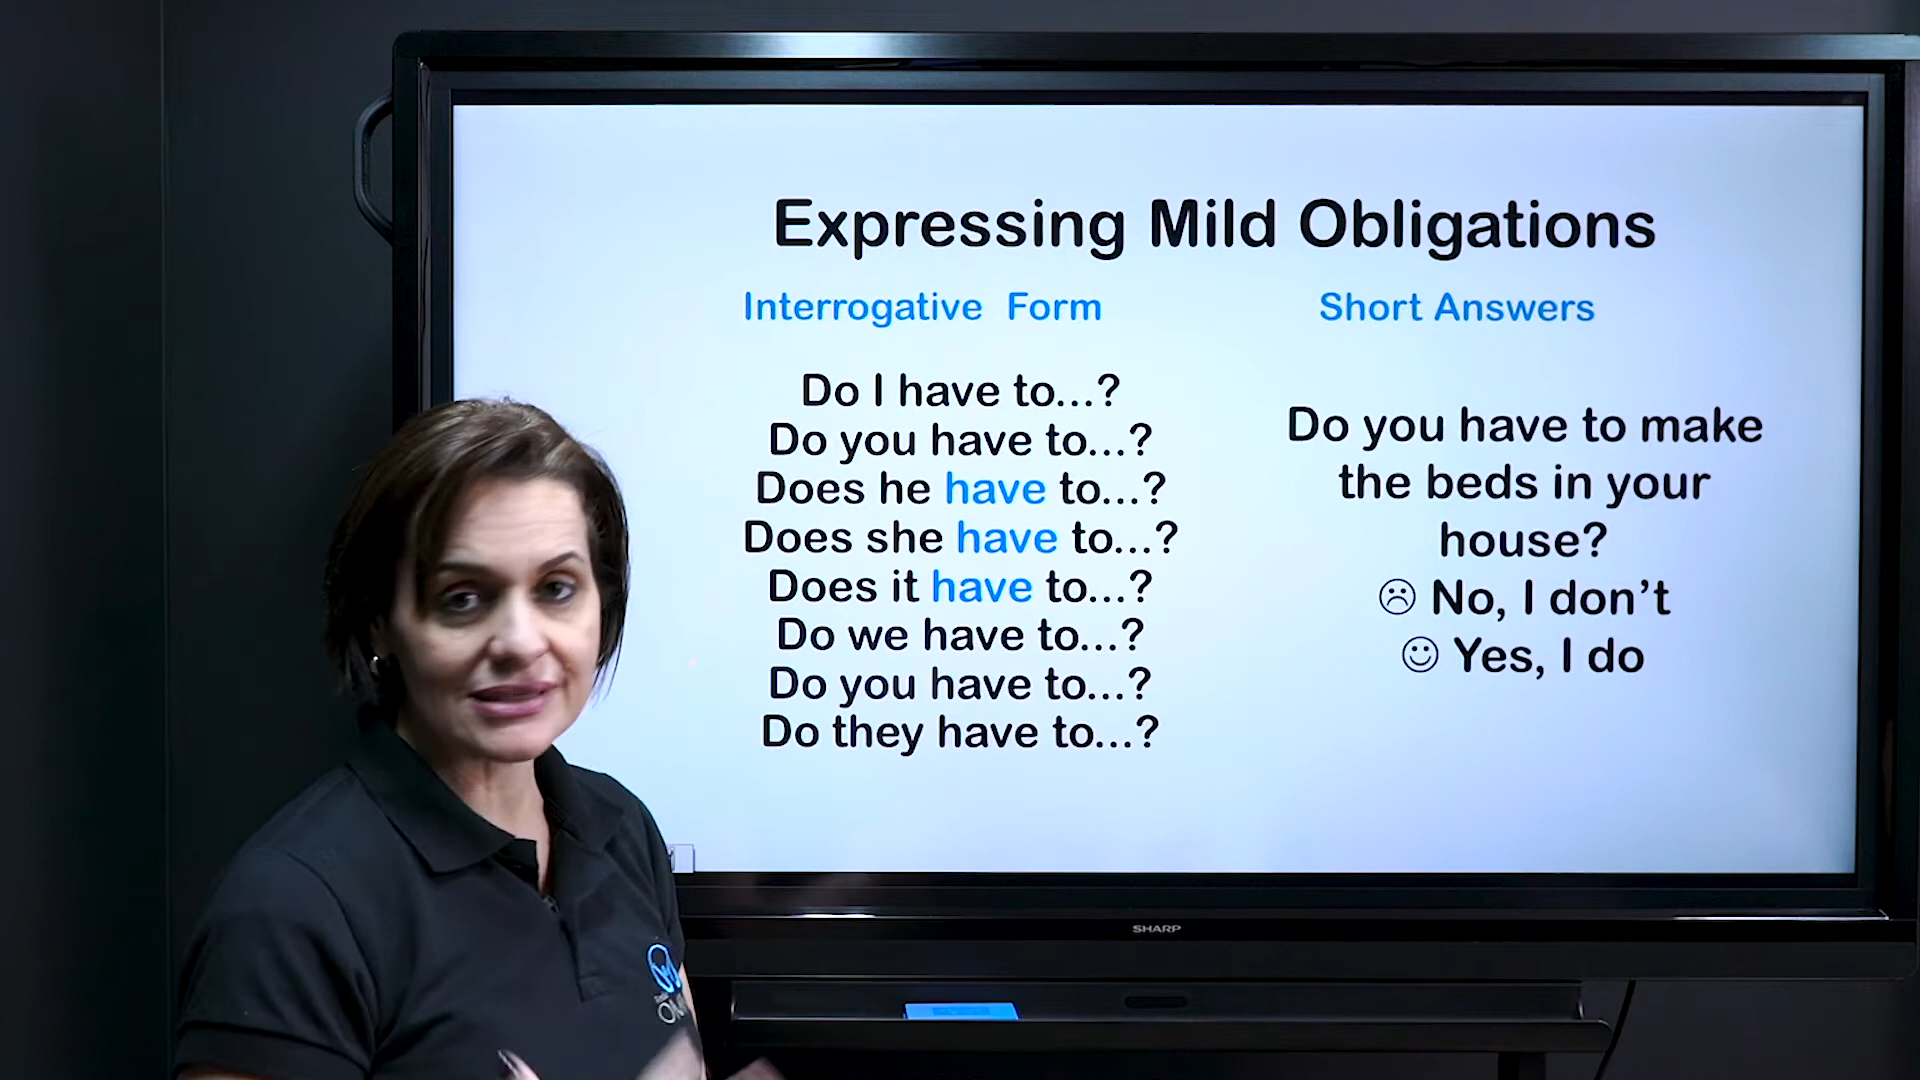 Expressing Mild Obligations
Interrogative Form
Do I have to...?
Do you have to...?
Does he have to...?
Does she have to...?
Does it have to...?
Do we have to...?
Do you have to...?
Do they have to...?
Short Answers
Do you have to make
the beds in your
house?
☹ No, I don’t
☺ Yes, I do
SHARP